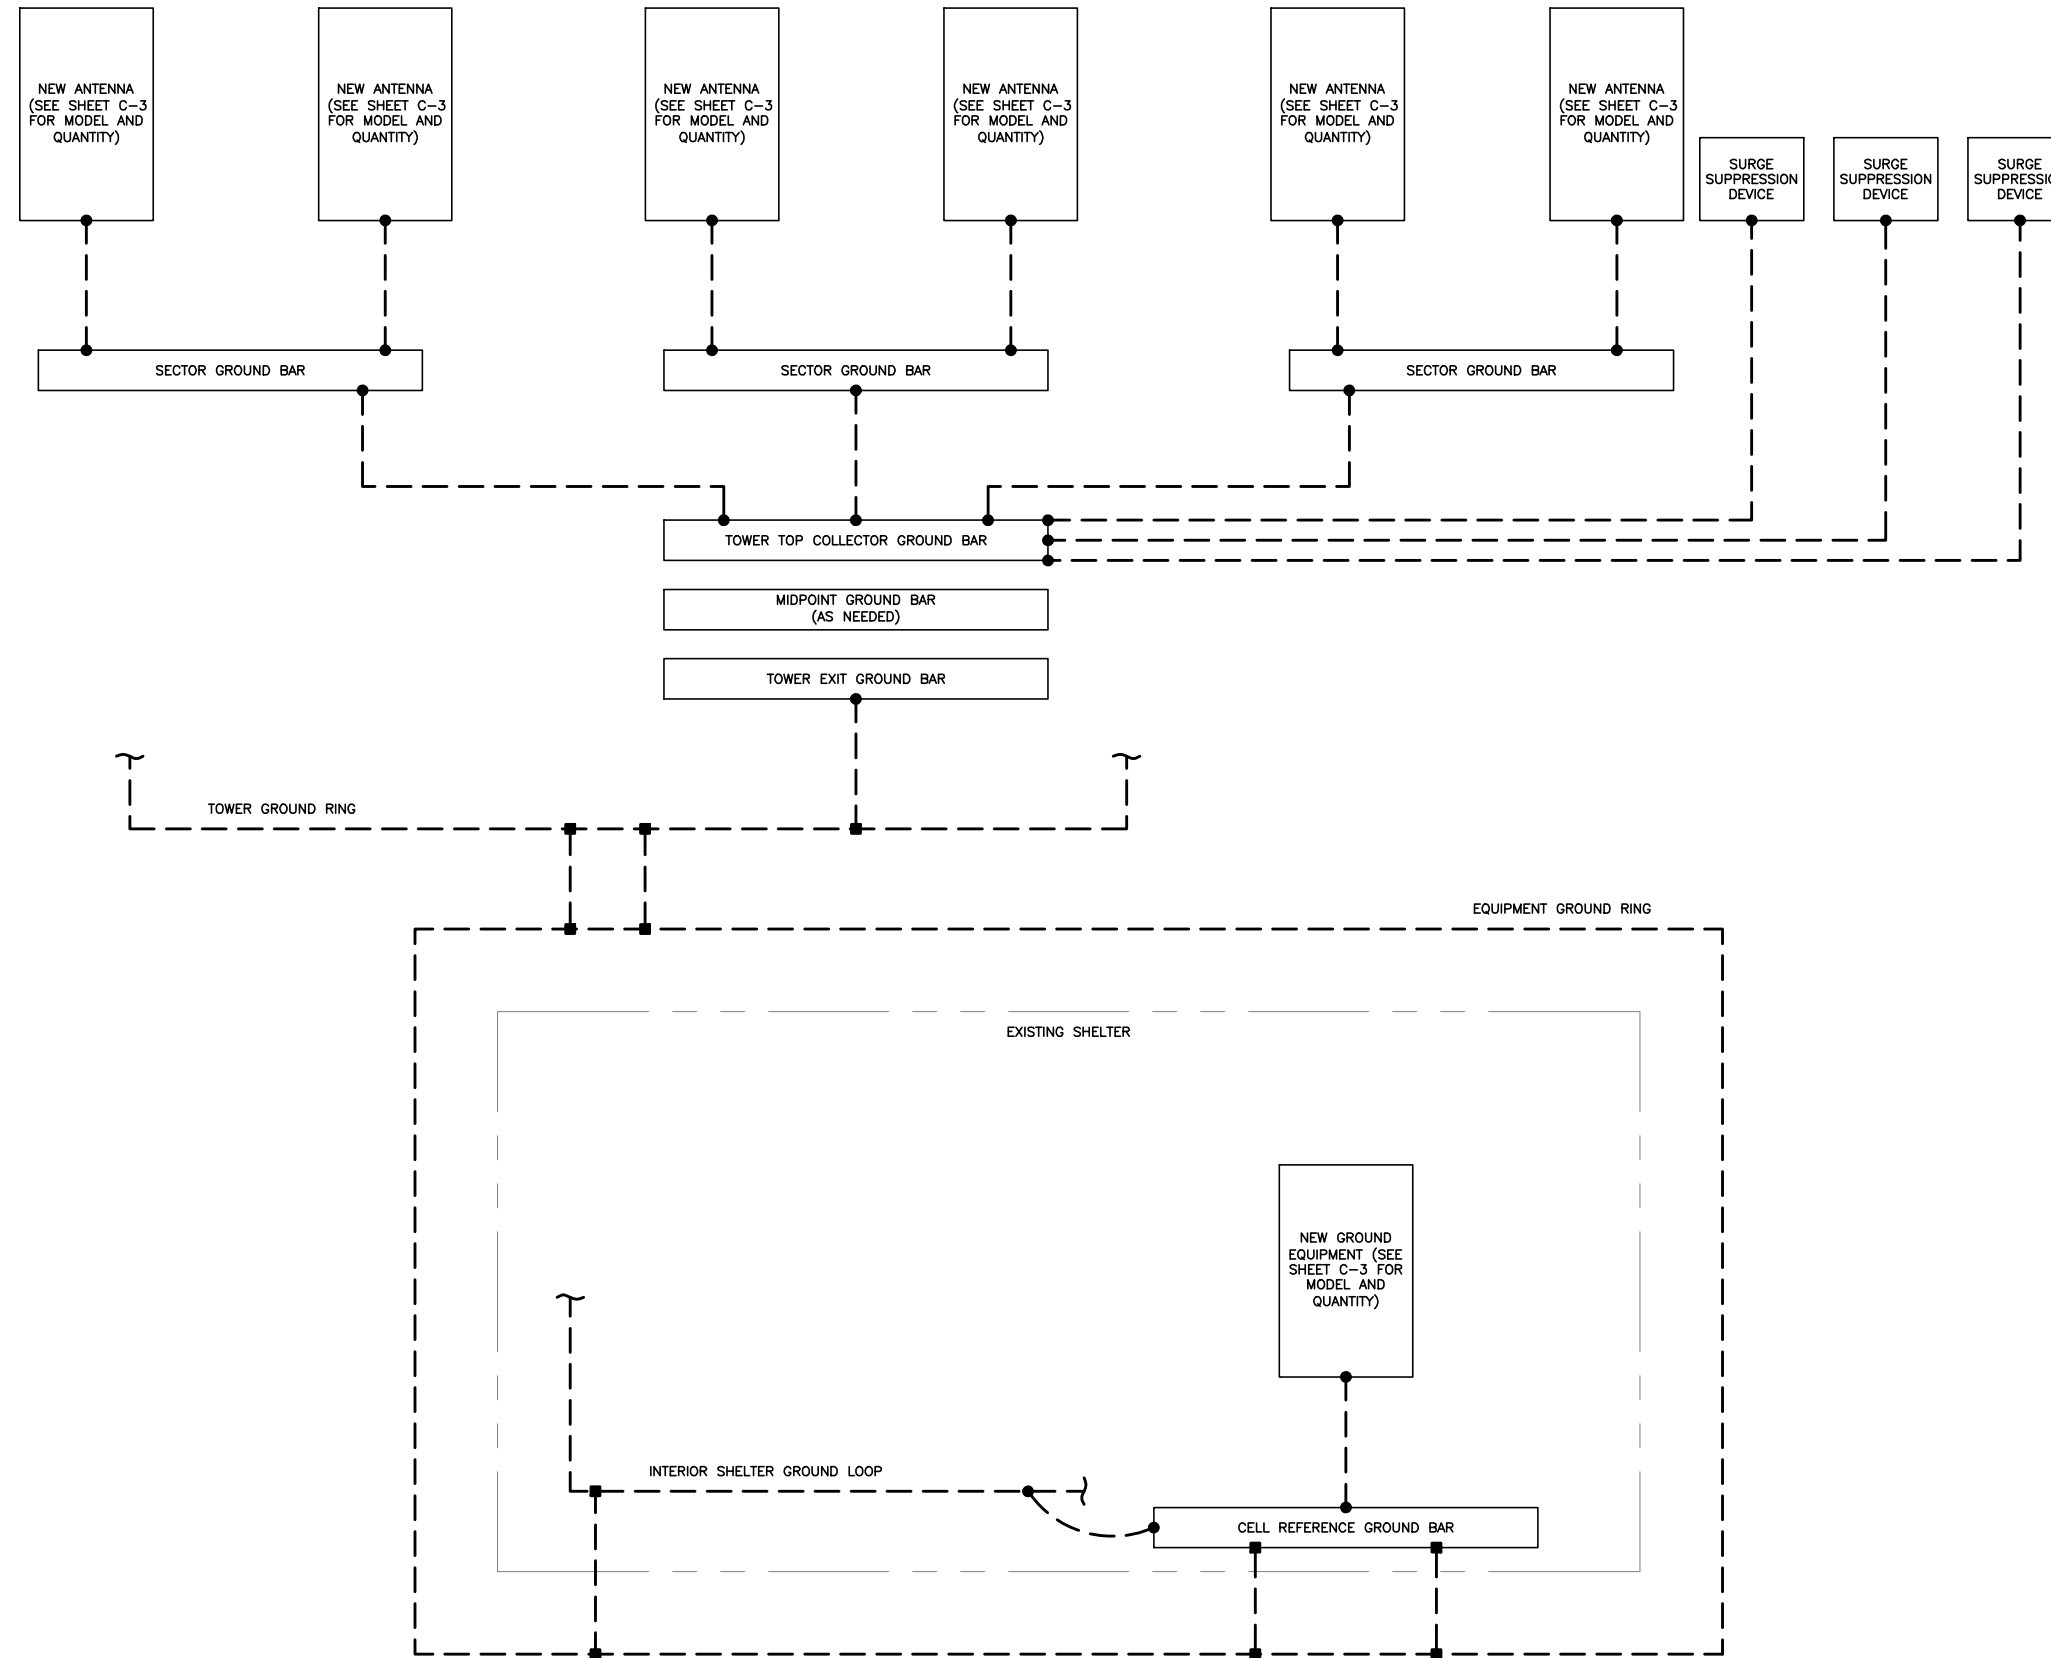 NEW ANTENNA
(SEE SHEET C-3
FOR MODEL AND
QUANTITY)
NEW ANTENNA
(SEE SHEET C-3
FOR MODEL AND
QUANTITY)
NEW ANTENNA
(SEE SHEET C-3
FOR MODEL AND
QUANTITY)
NEW ANTENNA
(SEE SHEET C-3
FOR MODEL AND
QUANTITY)
NEW ANTENNA
(SEE SHEET C-3
FOR MODEL AND
QUANTITY)
NEW ANTENNA
(SEE SHEET C-3
FOR MODEL AND
QUANTITY)
SURGE
SUPPRESSION
DEVICE
SURGE
SUPPRESSION
DEVICE
SURGE
DEVICE
SECTOR GROUND BAR
SECTOR GROUND BAR
SECTOR GROUND BAR
TOWER TOP COLLECTOR GROUND BAR
MIDPOINT GROUND BAR
(AS NEEDED)
TOWER EXIT GROUND BAR
TOWER GROUND RING
EQUIPMENT GROUND RING
EXISTING SHELTER
NEW GROUND
EQUIPMENT (SEE
SHEET C-3 FOR
MODEL AND
QUANTITY)
INTERIOR SHELTER GROUND LOOP
CELL REFERENCE GROUND BAR